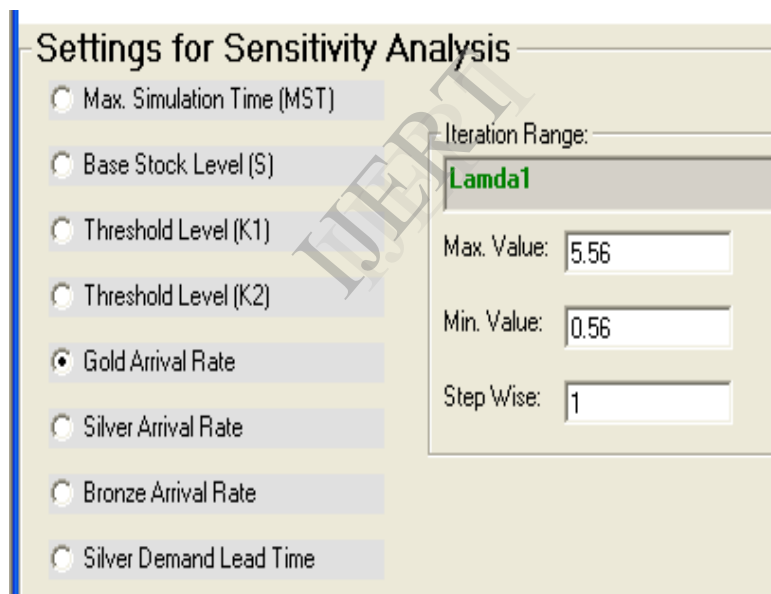 Settings for Sensitivity Analysis
Max. Simulation Time (MST)
Base Stock Level (S)
Threshold Level (K1)
Threshold Level (K2)
Gold Arrival Rate
Silver Arrival Rate
Bronze Arrival Rate
Silver Demand Lead Time
Iteration Range:
Lamda1
Max. Value: 5.56
Min. Value: 0.56
Step Wise: 1
IJERT